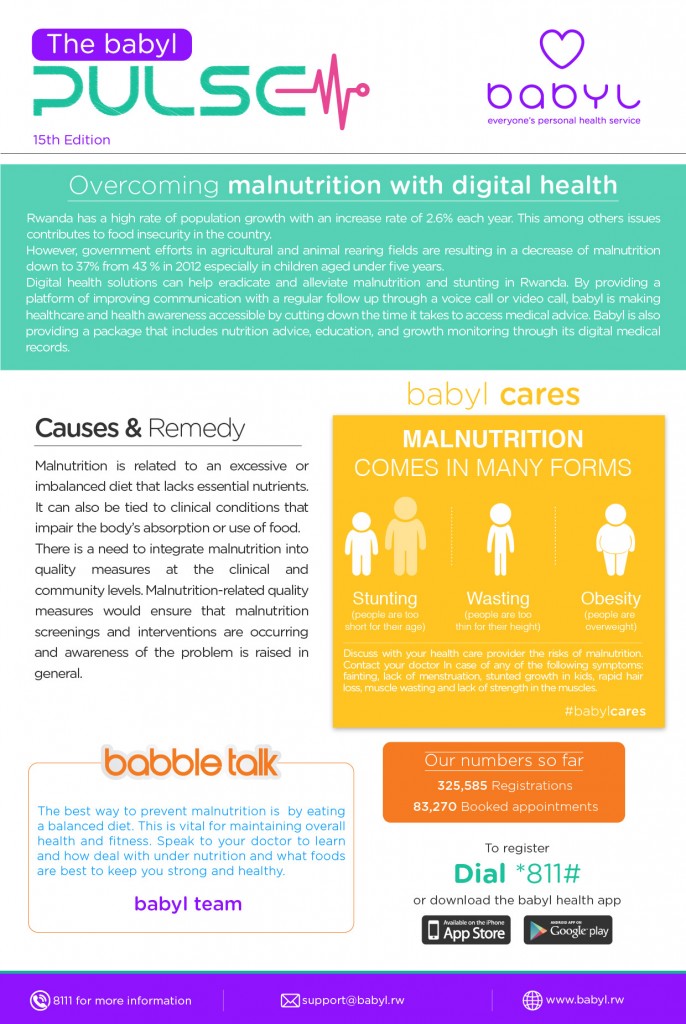 The babyl
PULSE
15th Edition
babyl
everyone's personal health service
Overcoming malnutrition with digital health
Rwanda has a high rate of population growth with an increase rate of 2.6% each year. This among others issues
contributes to food insecurity in the country.
However, government efforts in agricultural and animal rearing fields are resulting in a decrease of malnutrition
down to 37% from 43 % in 2012 especially in children aged under five years.
Digital health solutions can help eradicate and alleviate malnutrition and stunting in Rwanda. By providing a
platform of improving communication with a regular follow up through a voice call or video call, babyl is making
healthcare and health awareness accessible by cutting down the time it takes to access medical advice. Babyl is also
providing a package that includes nutrition advice, education, and growth monitoring through its digital medical
records.
Causes & Remedy
Malnutrition is related to an excessive or
imbalanced diet that lacks essential nutrients.
It can also be tied to clinical conditions that
impair the body's absorption or use of food.
There is a need to integrate malnutrition into
quality measures at the clinical and
community levels. Malnutrition-related quality
measures would ensure that malnutrition
screenings and interventions are occurring
and awareness of the problem is raised in
general.
babyl cares
MALNUTRITION
COMES IN MANY FORMS
Stunting
(people are too
short for their age)
Wasting
(people are too
thin for their height)
Obesity
(people are
overweight)
Discuss with your health care provider the risks of malnutrition.
Contact your doctor In case of any of the following symptoms:
fainting, lack of menstruation, stunted growth in kids, rapid hair
loss, muscle wasting and lack of strength in the muscles.
#babylcares
babble talk
The best way to prevent malnutrition is by eating
a balanced diet. This is vital for maintaining overall
health and fitness. Speak to your doctor to learn
and how deal with under nutrition and what foods
are best to keep you strong and healthy.
babyl team
Our numbers so far
325,585 Registrations
83,270 Booked appointments
To register
Dial *811#
or download the babyl health app
Available on the iPhone
App Store
ANDROID APP ON
Google play
8111 for more information
support@babyl.rw
www.babyl.rw